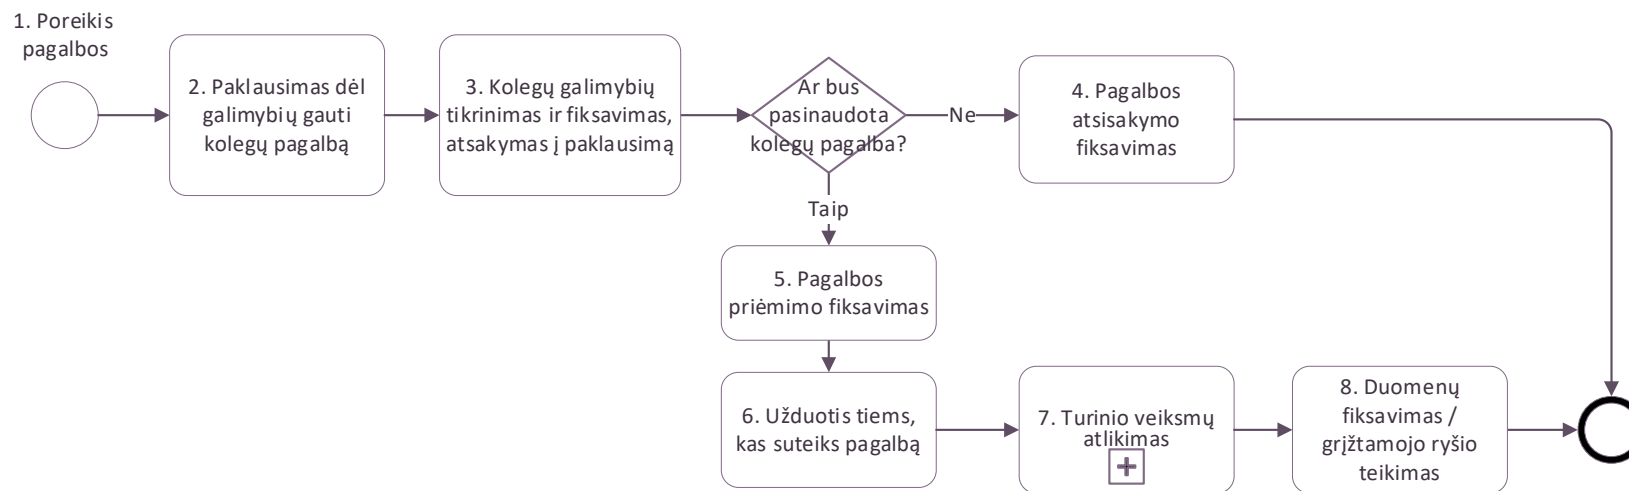 1. Poreikis
pagalbos
2. Paklausimas dėl
galimybių gauti
kolegų pagalbą
3. Kolegų galimybių
tikrinimas ir fiksavimas,
atsakymas į paklausimą
Ar bus
pasinaudota
kolegų pagalba?
Ne
4. Pagalbos
atsisakymo
fiksavimas
Taip
5. Pagalbos
priėmimo fiksavimas
6. Užduotis tiems,
kas suteiks pagalbą
7. Turinio veiksmų
atlikimas
8. Duomenų
fiksavimas /
grįžtamojo ryšio
teikimas